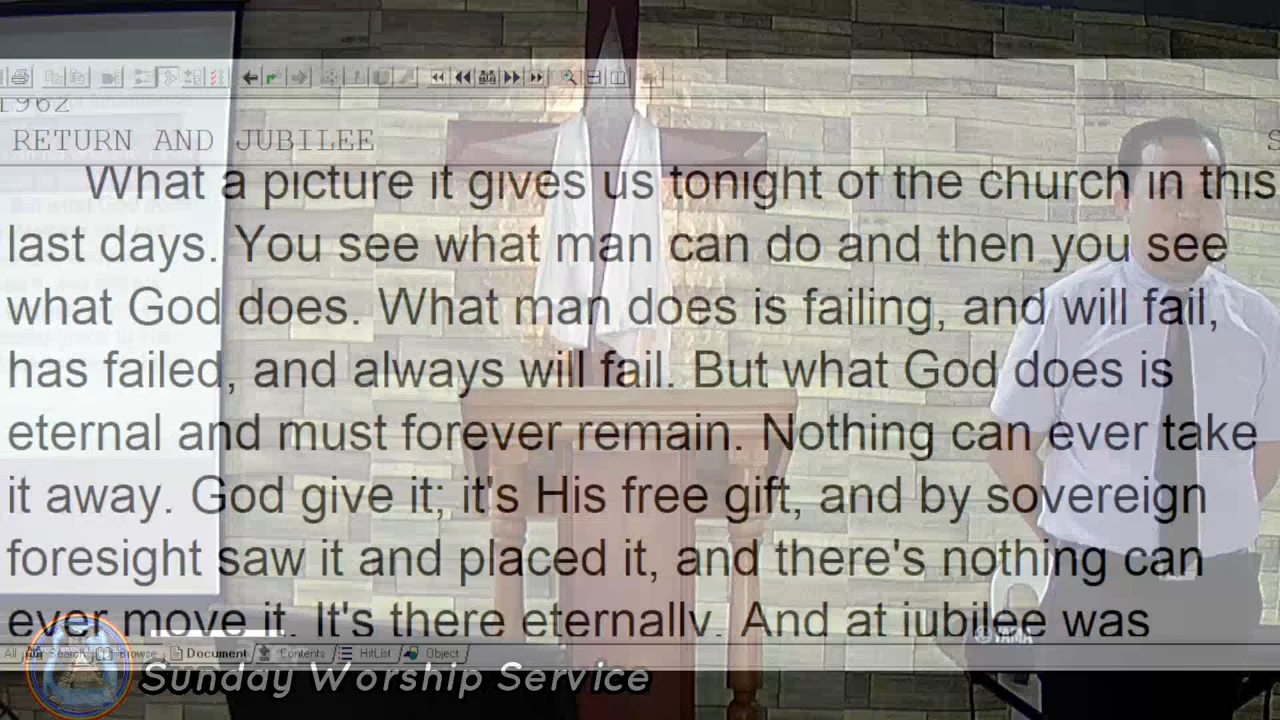 1962
RETURN AND JUBILEE
What a picture it gives us tonight of the church in this
last days. You see what man can do and then you see
what God does. What man does is failing, and will fail,
has failed, and always will fail. But what God does is
eternal and must forever remain. Nothing can ever take
it away. God give it; it's His free gift, and by sovereign
foresight saw it and placed it, and there's nothing can
ever move it. It's there eternally. And at jubilee was
All Search Browse Document Contents HitList Object
Sunday Worship Service